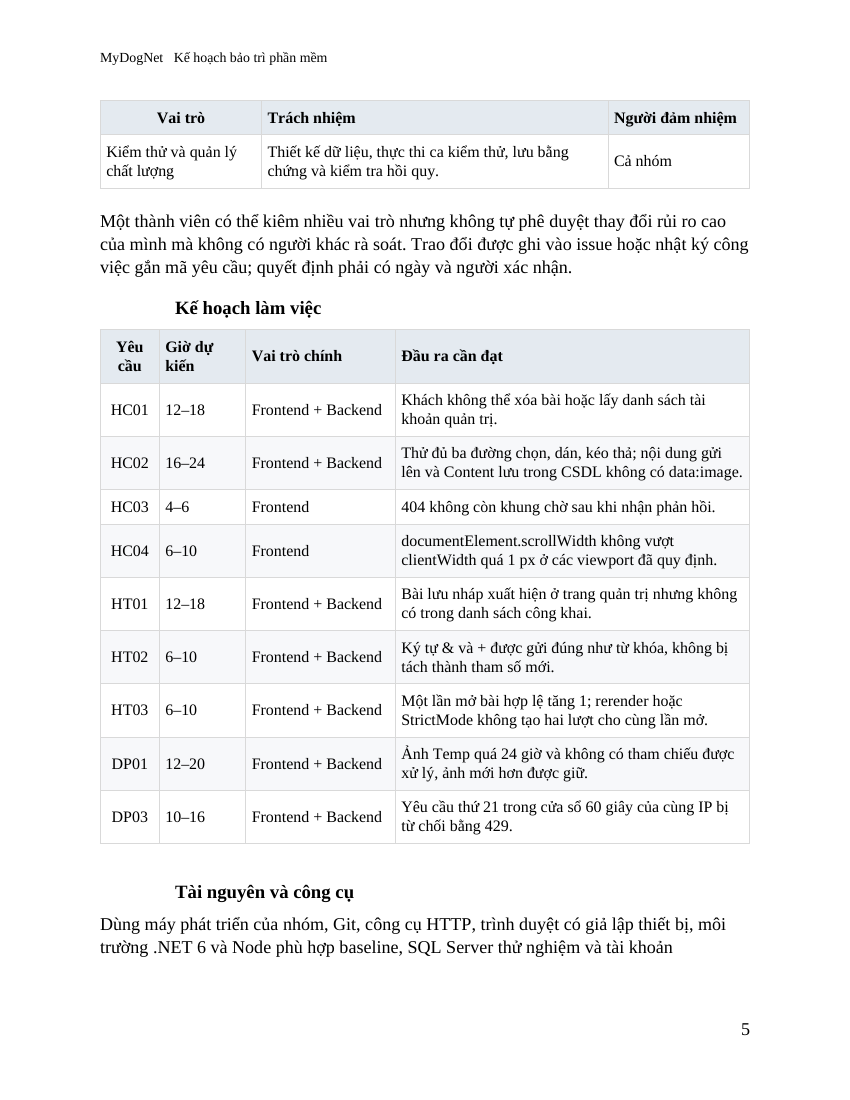 MyDogNet Kế hoạch bảo trì phần mềm
Vai trò Trách nhiệm Người đảm nhiệm
Kiểm thử và quản lý chất lượng Thiết kế dữ liệu, thực thi ca kiểm thử, lưu bằng chứng và kiểm tra hồi quy. Cả nhóm
Một thành viên có thể kiêm nhiều vai trò nhưng không tự phê duyệt thay đổi rủi ro cao
của mình mà không có người khác rà soát. Trao đổi được ghi vào issue hoặc nhật ký công
việc gắn mã yêu cầu; quyết định phải có ngày và người xác nhận.
Kế hoạch làm việc
Yêu cầu Giờ dự kiến Vai trò chính Đầu ra cần đạt
HC01 12–18 Frontend + Backend Khách không thể xóa bài hoặc lấy danh sách tài khoản quản trị.
HC02 16–24 Frontend + Backend Thử đủ ba đường chọn, dán, kéo thả; nội dung gửi lên và Content lưu trong CSDL không có data:image.
HC03 4–6 Frontend 404 không còn khung chờ sau khi nhận phản hồi.
HC04 6–10 Frontend documentElement.scrollWidth không vượt clientWidth quá 1 px ở các viewport đã quy định.
HT01 12–18 Frontend + Backend Bài lưu nháp xuất hiện ở trang quản trị nhưng không có trong danh sách công khai.
HT02 6–10 Frontend + Backend Ký tự & và + được gửi đúng như từ khóa, không bị tách thành tham số mới.
HT03 6–10 Frontend + Backend Một lần mở bài hợp lệ tăng 1; rerender hoặc StrictMode không tạo hai lượt cho cùng lần mở.
DP01 12–20 Frontend + Backend Ảnh Temp quá 24 giờ và không có tham chiếu được xử lý, ảnh mới hơn được giữ.
DP03 10–16 Frontend + Backend Yêu cầu thứ 21 trong cửa sổ 60 giây của cùng IP bị từ chối bằng 429.
Tài nguyên và công cụ
Dùng máy phát triển của nhóm, Git, công cụ HTTP, trình duyệt có giả lập thiết bị, môi
trường .NET 6 và Node phù hợp baseline, SQL Server thử nghiệm và tài khoản
5